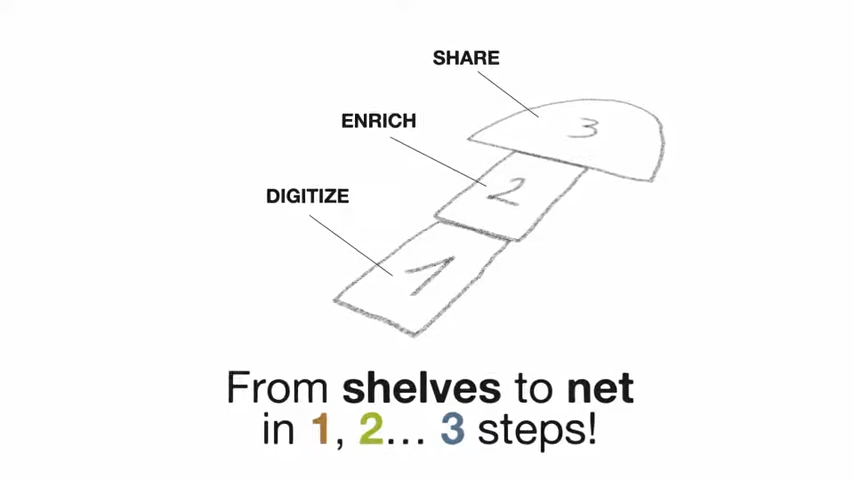 SHARE
3
ENRICH
2
DIGITIZE
1
From shelves to net
in 1, 2... 3 steps!